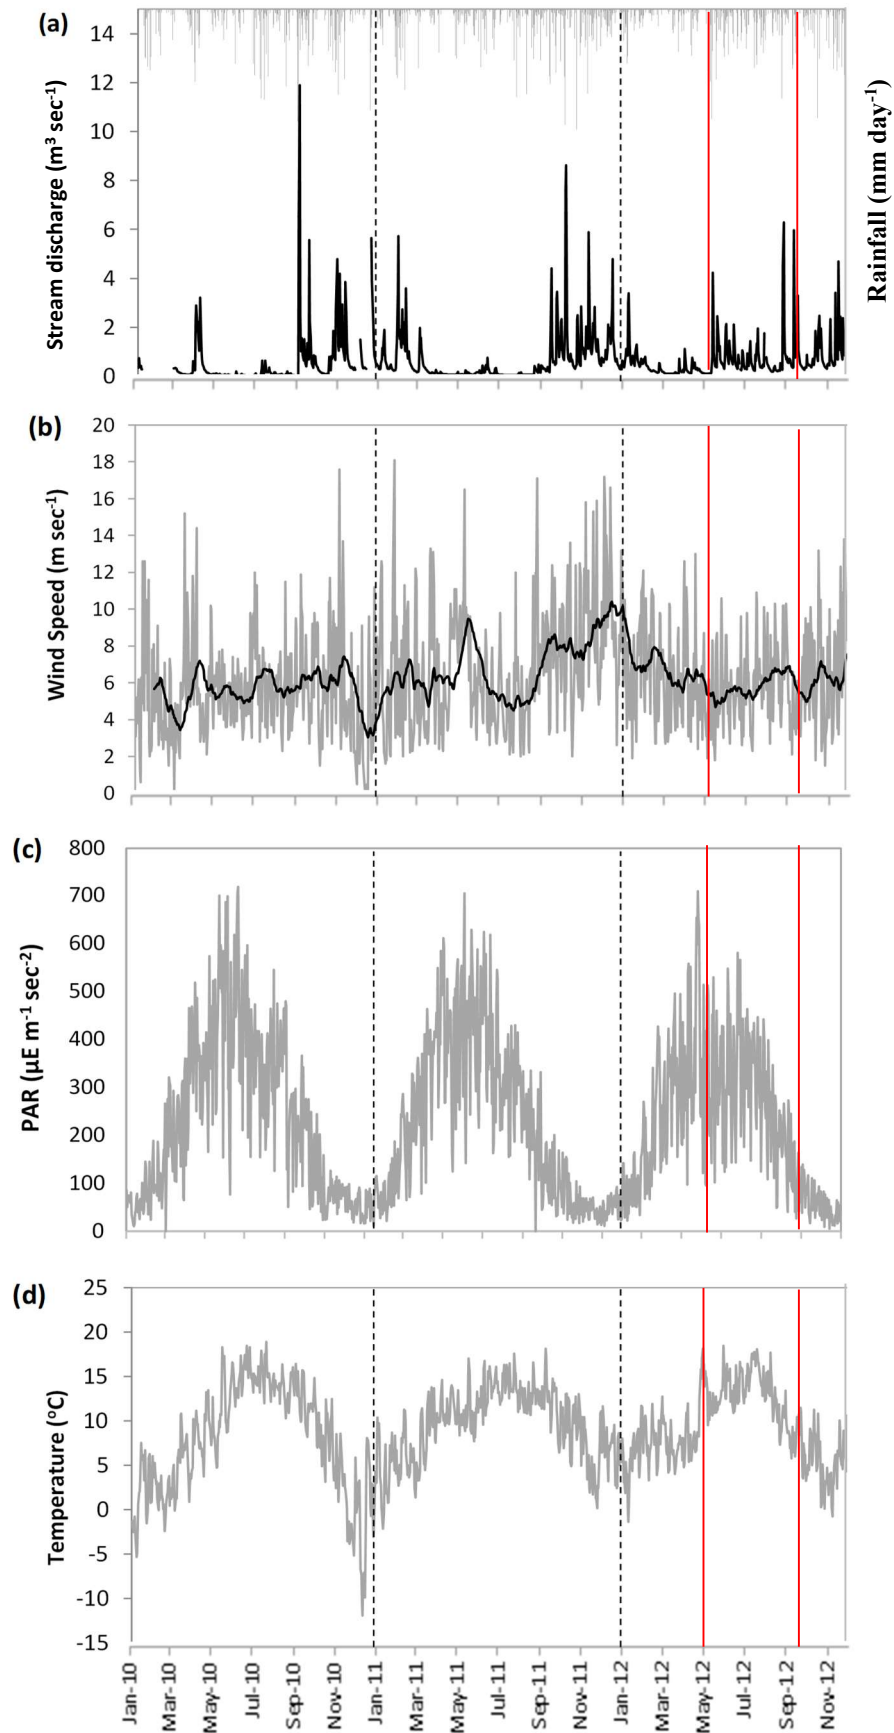 (a)
Stream discharge (m³ sec⁻¹)
14
12
10
8
6
4
2
0
Rainfall (mm day⁻¹)
(b)
Wind Speed (m sec⁻¹)
20
18
16
14
12
10
8
6
4
2
0
(c)
PAR (µE m⁻¹ sec⁻²)
800
700
600
500
400
300
200
100
0
(d)
Temperature (ºC)
25
20
15
10
5
0
-5
-10
-15
Jan-10
Mar-10
May-10
Jul-10
Sep-10
Nov-10
Jan-11
Mar-11
May-11
Jul-11
Sep-11
Nov-11
Jan-12
Mar-12
May-12
Jul-12
Sep-12
Nov-12